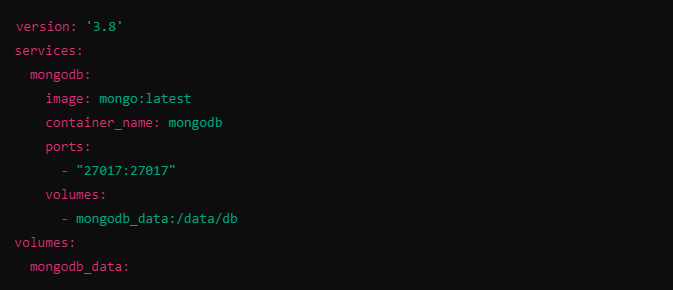 version: '3.8'
services:
  mongodb:
    image: mongo:latest
    container_name: mongodb
    ports:
      - "27017:27017"
    volumes:
      - mongodb_data:/data/db
volumes:
  mongodb_data: